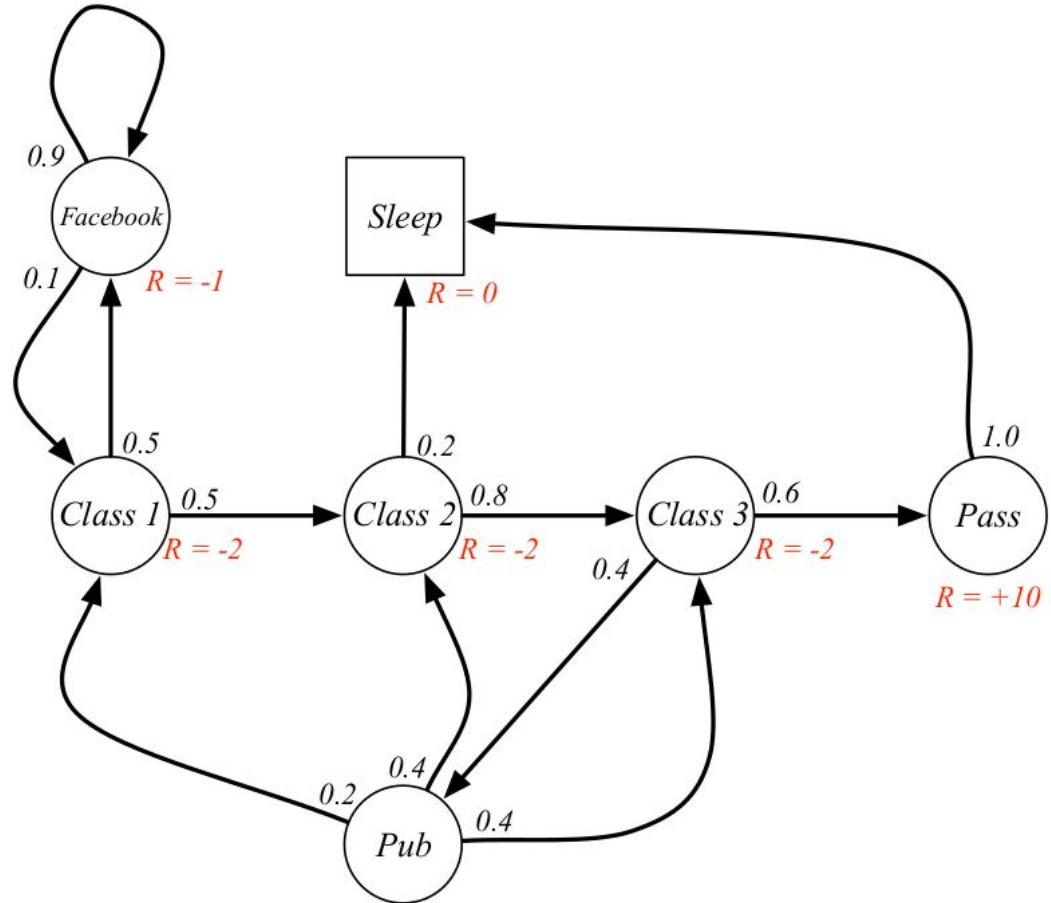 0.9
Facebook
Sleep
0.1
R = -1
R = 0
0.5
0.2
1.0
Class 1
0.5
Class 2
0.8
Class 3
0.6
Pass
R = -2
R = -2
R = -2
0.4
R = +10
0.4
0.2
0.4
Pub